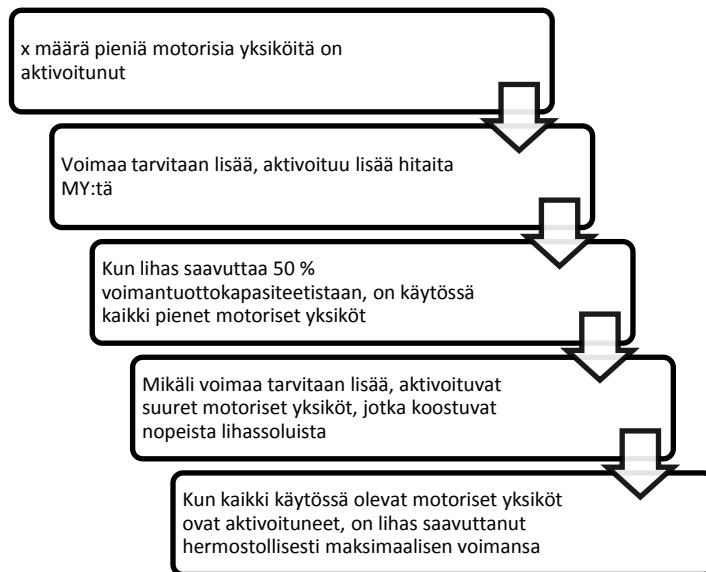 x määrä pieniä motorisia yksiköitä on
aktivoitunut
Voimaa tarvitaan lisää, aktivoituu lisää hitaita
MY:tä
Kun lihas saavuttaa 50 %
voimantuottokapasiteetistaan, on käytössä
kaikki pienet motoriset yksiköt
Mikäli voimaa tarvitaan lisää, aktivoituvat
suuret motoriset yksiköt, jotka koostuvat
nopeista lihassoluista
Kun kaikki käytössä olevat motoriset yksiköt
ovat aktivoituneet, on lihas saavuttanut
hermostollisesti maksimaalisen voimansa